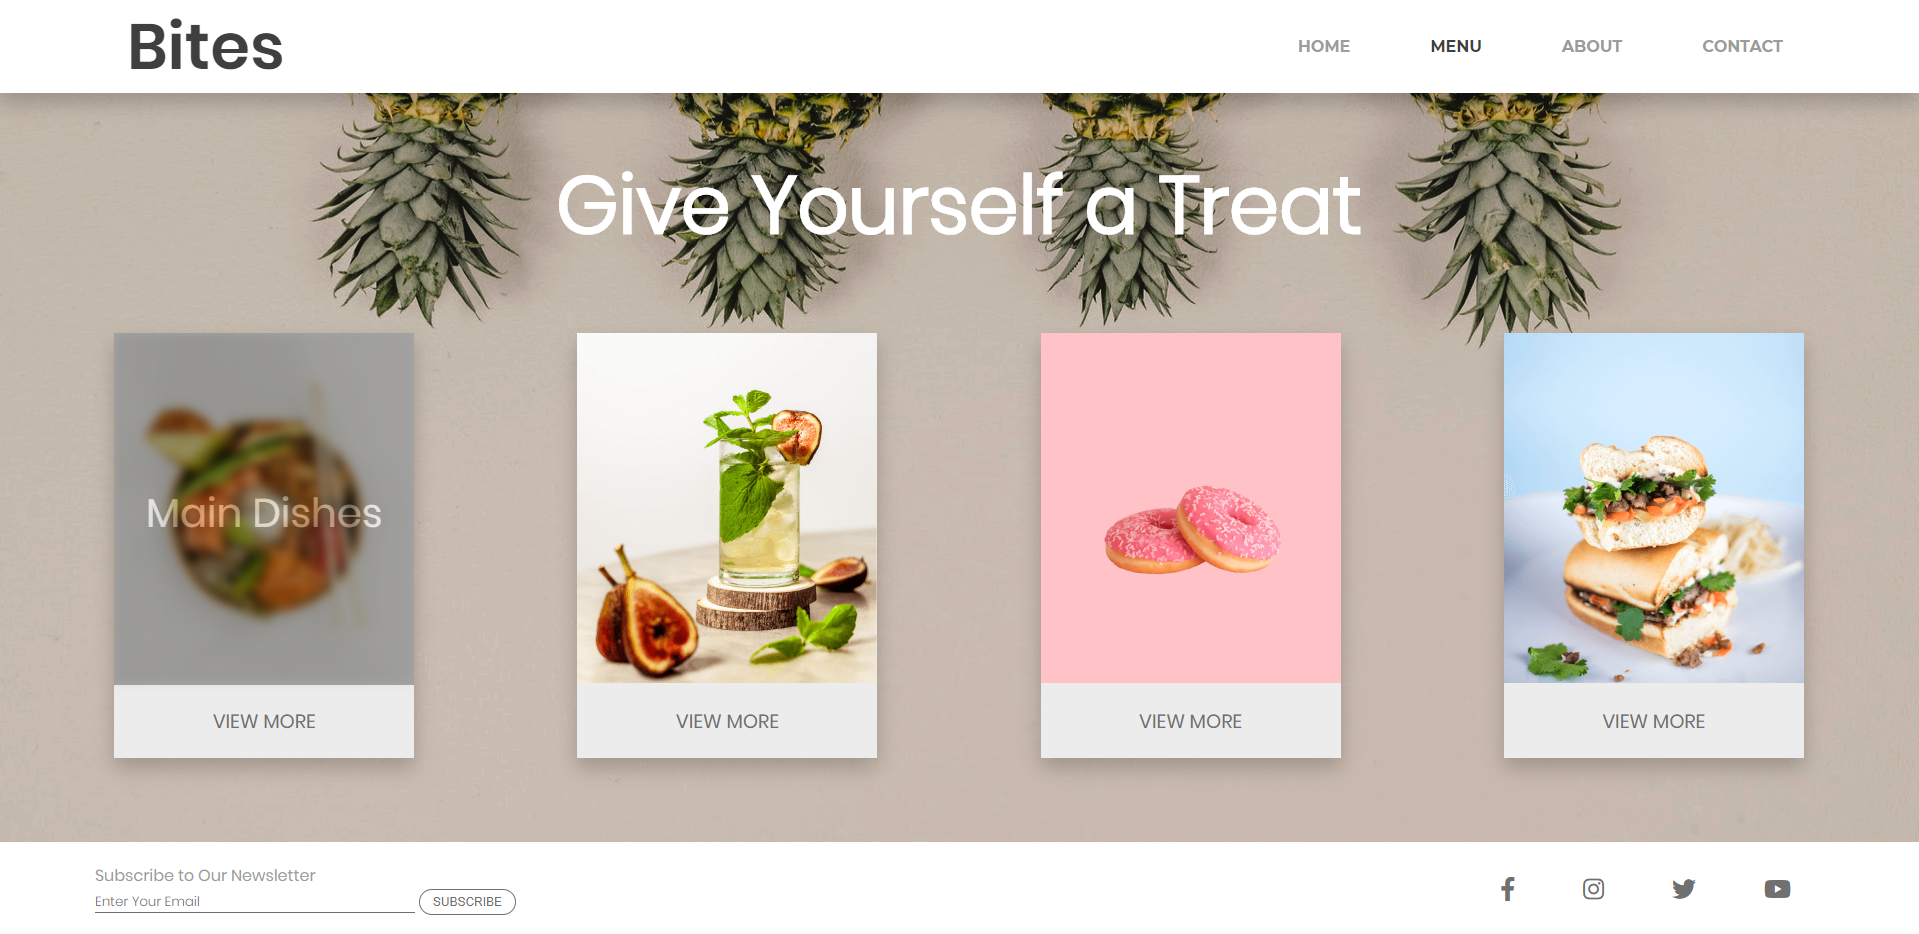 Bites
HOME MENU ABOUT CONTACT
Give Yourself a Treat
Main Dishes
VIEW MORE
VIEW MORE
VIEW MORE
VIEW MORE
Subscribe to Our Newsletter
Enter Your Email
SUBSCRIBE